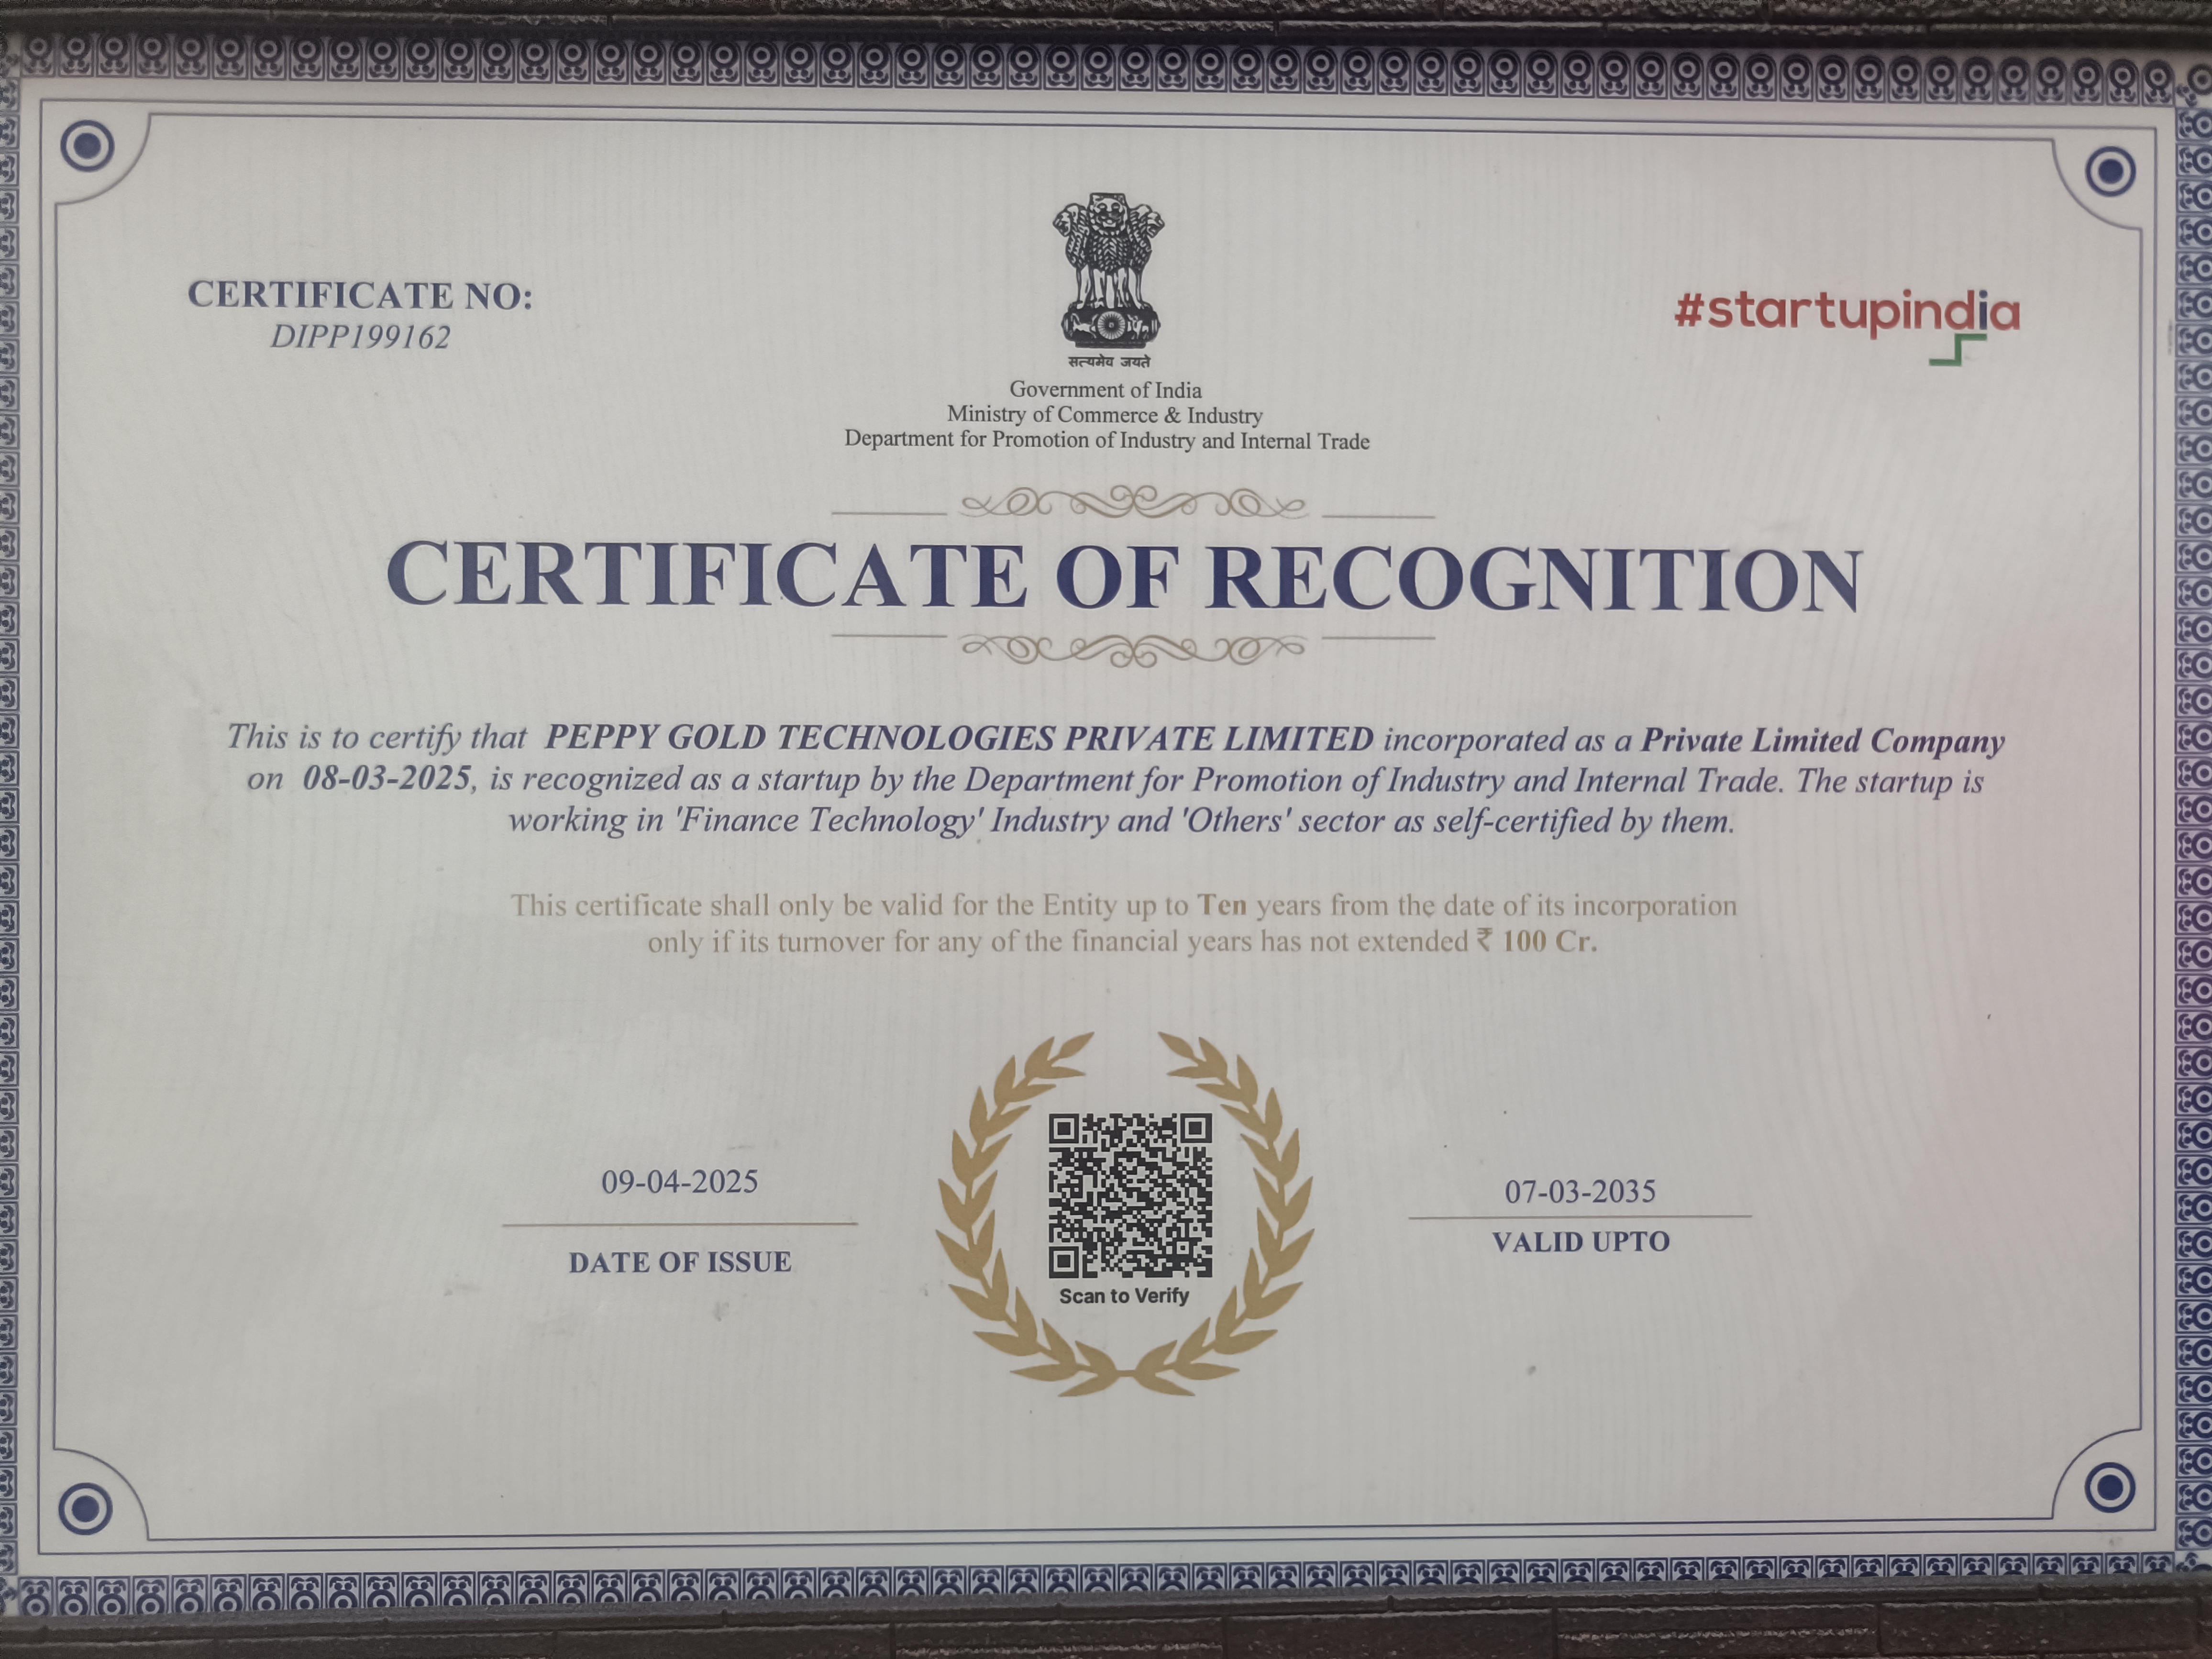 CERTIFICATE NO:
DIPP199162
#startupindia
सत्यमेव जयते
Government of India
Ministry of Commerce & Industry
Department for Promotion of Industry and Internal Trade
CERTIFICATE OF RECOGNITION
This is to certify that PEPPY GOLD TECHNOLOGIES PRIVATE LIMITED incorporated as a Private Limited Company
on 08-03-2025, is recognized as a startup by the Department for Promotion of Industry and Internal Trade. The startup is
working in 'Finance Technology' Industry and 'Others' sector as self-certified by them.
This certificate shall only be valid for the Entity up to Ten years from the date of its incorporation
only if its turnover for any of the financial years has not extended ₹ 100 Cr.
09-04-2025
DATE OF ISSUE
Scan to Verify
07-03-2035
VALID UPTO